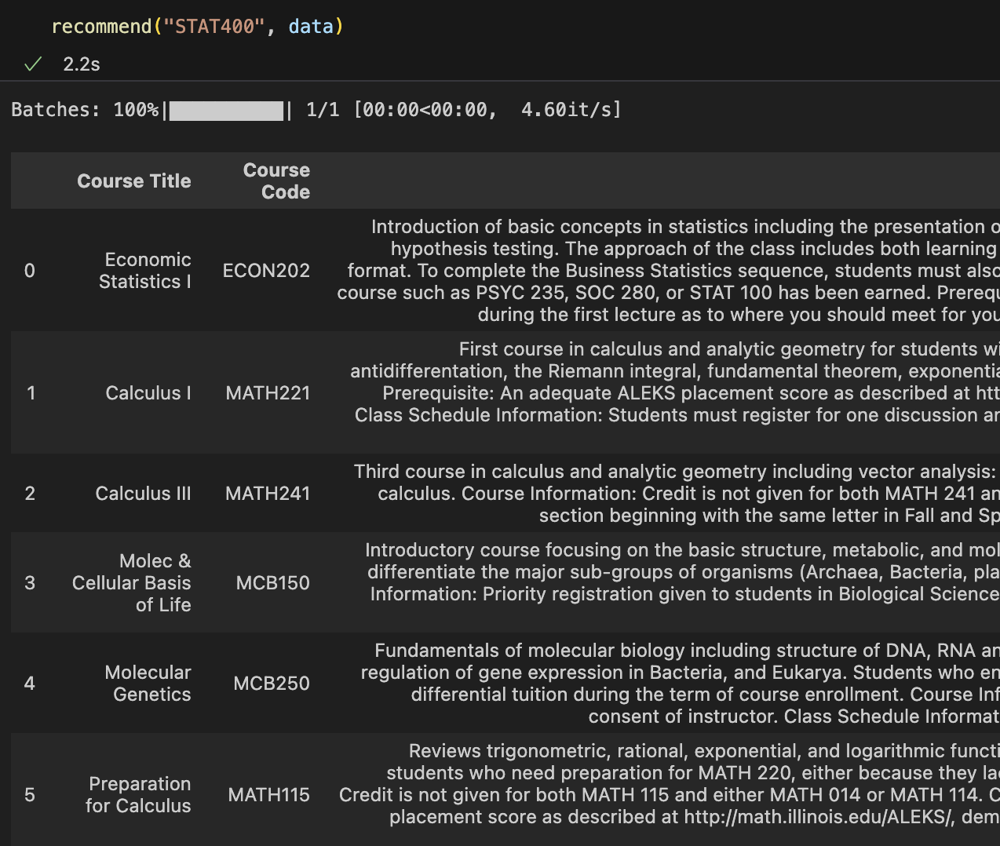 recommend("STAT400", data)
2.2s
Batches: 100%| | 1/1 [00:00<00:00, 4.60it/s]
Course Title
Course
Code
0
Economic
Statistics I
ECON202
Introduction of basic concepts in statistics including the presentation o
hypothesis testing. The approach of the class includes both learning
format. To complete the Business Statistics sequence, students must also
course such as PSYC 235, SOC 280, or STAT 100 has been earned. Prerequ
during the first lecture as to where you should meet for you
1
Calculus I
MATH221
First course in calculus and analytic geometry for students wi
antidifferentation, the Riemann integral, fundamental theorem, exponentia
Prerequisite: An adequate ALEKS placement score as described at htt
Class Schedule Information: Students must register for one discussion an
2
Calculus III
MATH241
Third course in calculus and analytic geometry including vector analysis:
calculus. Course Information: Credit is not given for both MATH 241 an
section beginning with the same letter in Fall and Sp
3
Molec &
Cellular Basis
of Life
MCB150
Introductory course focusing on the basic structure, metabolic, and mol
differentiate the major sub-groups of organisms (Archaea, Bacteria, pla
Information: Priority registration given to students in Biological Science
4
Molecular
Genetics
MCB250
Fundamentals of molecular biology including structure of DNA, RNA an
regulation of gene expression in Bacteria, and Eukarya. Students who en
differential tuition during the term of course enrollment. Course Inf
consent of instructor. Class Schedule Informat
5
Preparation
for Calculus
MATH115
Reviews trigonometric, rational, exponential, and logarithmic functi
students who need preparation for MATH 220, either because they la
Credit is not given for both MATH 115 and either MATH 014 or MATH 114. C
placement score as described at http://math.illinois.edu/ALEKS/, dem